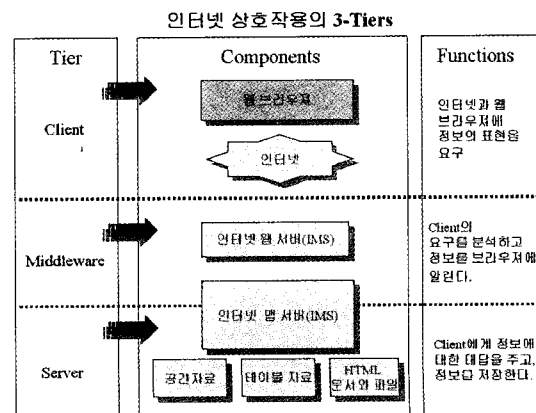 인터넷 상호작용의 3-Tiers
Tier
Components
Functions
Client
웹브라우져
인터넷
인터넷과 웹
브라우져에
정보의 표현을
요구
Middleware
인터넷 웹 서버(IMS)
Client의
요구를 분석하고
정보를 브라우져에
알린다.
Server
인터넷 맵 서버(IMS)
공간자료
테이블 자료
HTML
문서와 파일
Client에게 정보에
대한 대답을 주고,
정보를 저장한다.